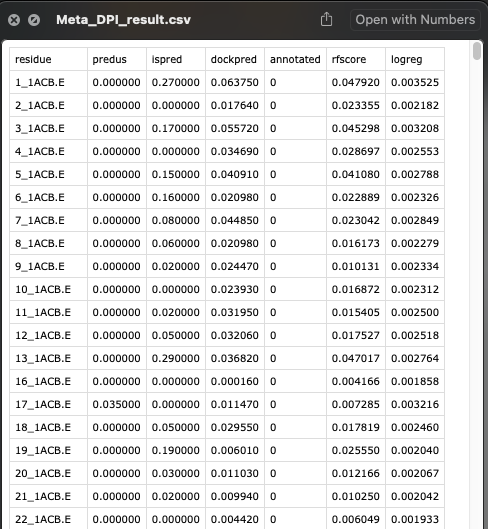 Meta_DPI_result.csv Open with Numbers
residue predus ispred dockpred annotated rfscore logreg
1_1ACB.E 0.000000 0.270000 0.063750 0 0.047920 0.003525
2_1ACB.E 0.000000 0.000000 0.017640 0 0.023355 0.002182
3_1ACB.E 0.000000 0.170000 0.055720 0 0.045298 0.003208
4_1ACB.E 0.000000 0.000000 0.034690 0 0.028697 0.002553
5_1ACB.E 0.000000 0.150000 0.040910 0 0.041080 0.002788
6_1ACB.E 0.000000 0.160000 0.020980 0 0.022889 0.002326
7_1ACB.E 0.000000 0.080000 0.044850 0 0.023042 0.002849
8_1ACB.E 0.000000 0.060000 0.020980 0 0.016173 0.002279
9_1ACB.E 0.000000 0.020000 0.024470 0 0.010131 0.002334
10_1ACB.E 0.000000 0.000000 0.023930 0 0.016872 0.002312
11_1ACB.E 0.000000 0.020000 0.031950 0 0.015405 0.002500
12_1ACB.E 0.000000 0.050000 0.032060 0 0.017527 0.002518
13_1ACB.E 0.000000 0.290000 0.036820 0 0.047017 0.002764
16_1ACB.E 0.000000 0.000000 0.000160 0 0.004166 0.001858
17_1ACB.E 0.035000 0.000000 0.011470 0 0.007285 0.003216
18_1ACB.E 0.000000 0.050000 0.029550 0 0.017819 0.002460
19_1ACB.E 0.000000 0.190000 0.006010 0 0.025550 0.002040
20_1ACB.E 0.000000 0.030000 0.011030 0 0.012166 0.002067
21_1ACB.E 0.000000 0.020000 0.009940 0 0.010250 0.002042
22_1ACB.E 0.000000 0.000000 0.004420 0 0.006049 0.001933